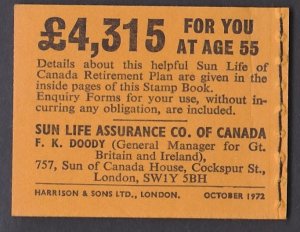 £4,315 FOR YOU
AT AGE 55
Details about this helpful Sun Life of
Canada Retirement Plan are given in the
inside pages of this Stamp Book.
Enquiry Forms for your use, without in-
curring any obligation, are included.
SUN LIFE ASSURANCE CO. OF CANADA
F. K. DOODY (General Manager for Gt.
Britain and Ireland),
757, Sun of Canada House, Cockspur St.,
London, SW1Y 5BH
HARRISON & SONS LTD., LONDON. OCTOBER 1972